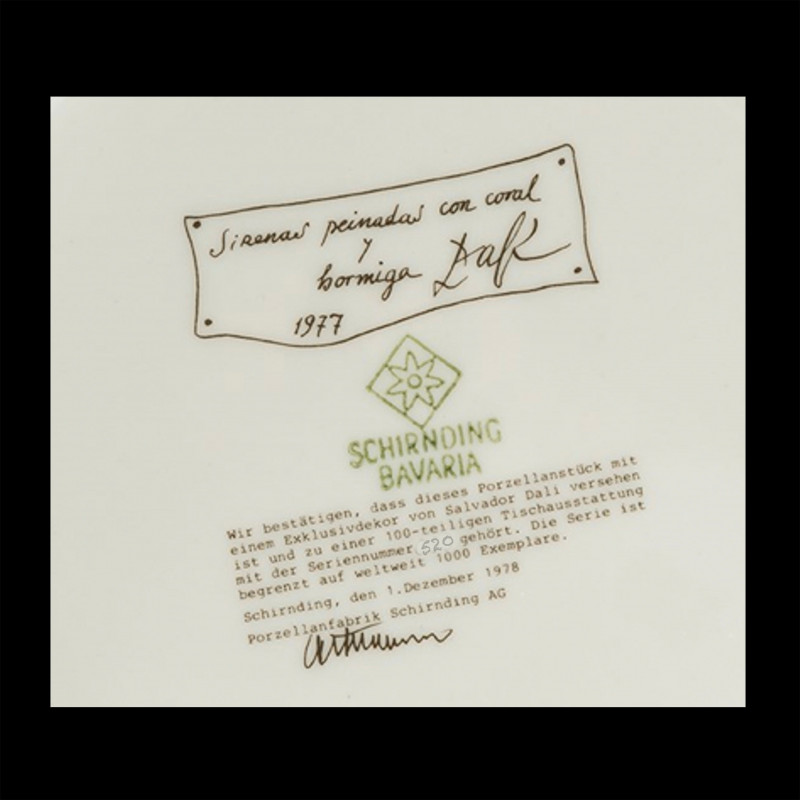 Sirenas peinadas con coral
y
hormiga Dalí
1977
SCHIRNDING
BAVARIA
Wir bestätigen, dass dieses Porzellanstück mit
einem Exklusivdekor von Salvador Dali versehen
ist und zu einer 100-teiligen Tischausstattung
mit der Seriennummer 520 gehört. Die Serie ist
begrenzt auf weltweit 1000 Exemplare.
Schirnding, den 1.Dezember 1978
Porzellanfabrik Schirnding AG